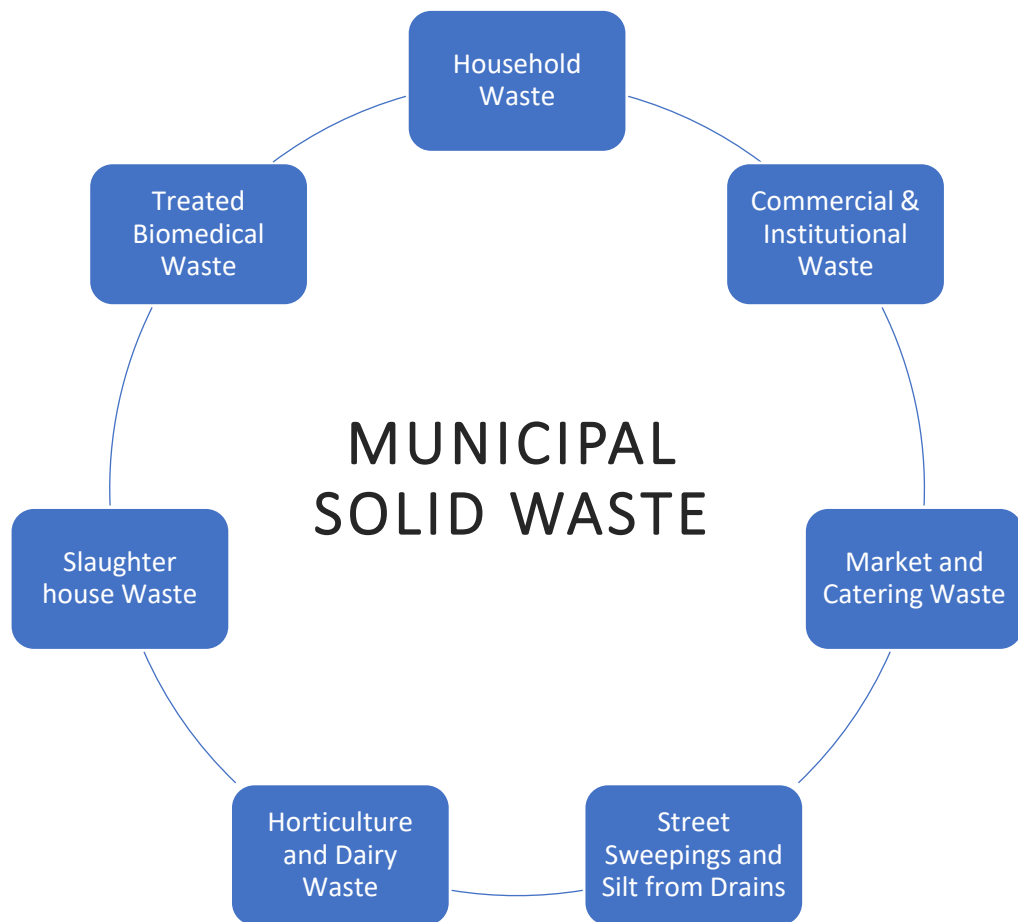 Household
Waste
Commercial &
Institutional
Waste
Market and
Catering Waste
Street
Sweepings and
Silt from Drains
Horticulture
and Dairy
Waste
Slaughter
house Waste
Treated
Biomedical
Waste
MUNICIPAL
SOLID WASTE